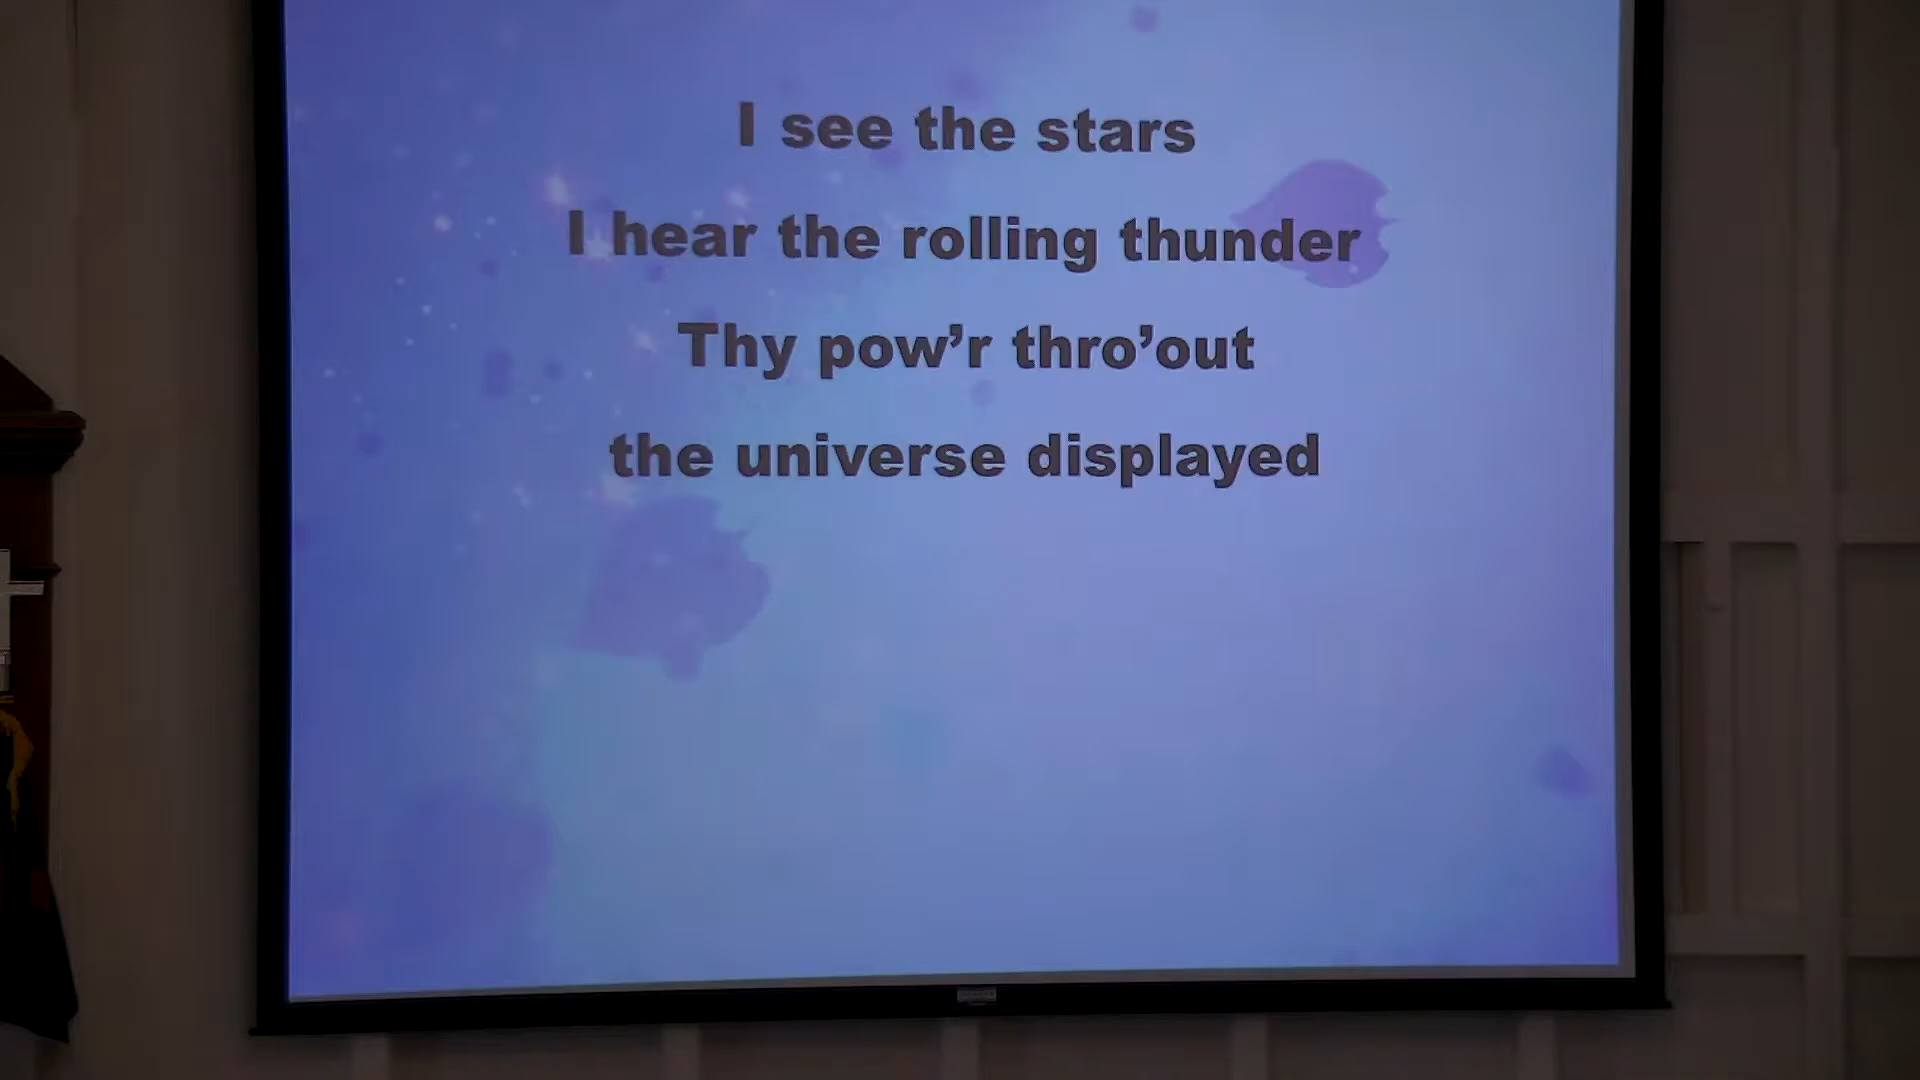 I see the stars
I hear the rolling thunder
Thy pow’r thro’out
the universe displayed